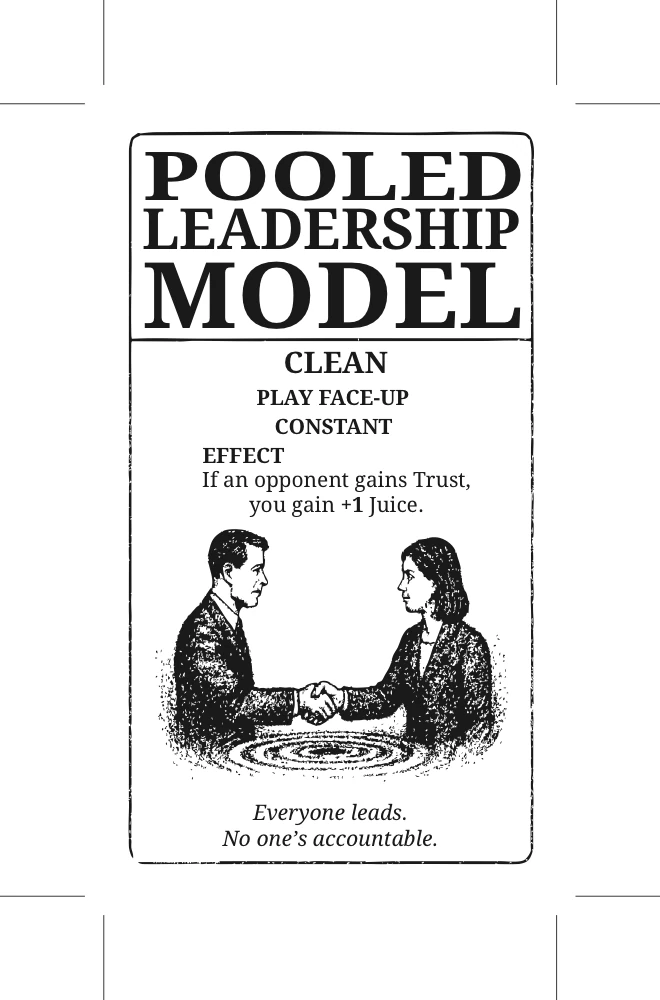 POOLED
LEADERSHIP
MODEL
CLEAN
PLAY FACE-UP
CONSTANT
EFFECT
If an opponent gains Trust,
you gain +1 Juice.
Everyone leads.
No one’s accountable.